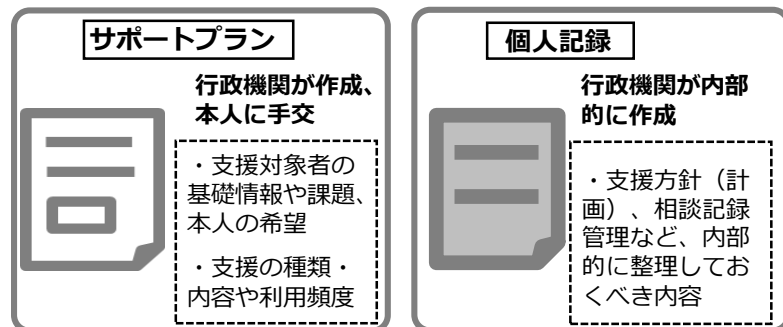 サポートプラン
行政機関が作成、
本人に手交
・支援対象者の
基礎情報や課題、
本人の希望
・支援の種類・
内容や利用頻度
個人記録
行政機関が内部
的に作成
・支援方針（計
画）、相談記録
管理など、内部
的に整理してお
くべき内容